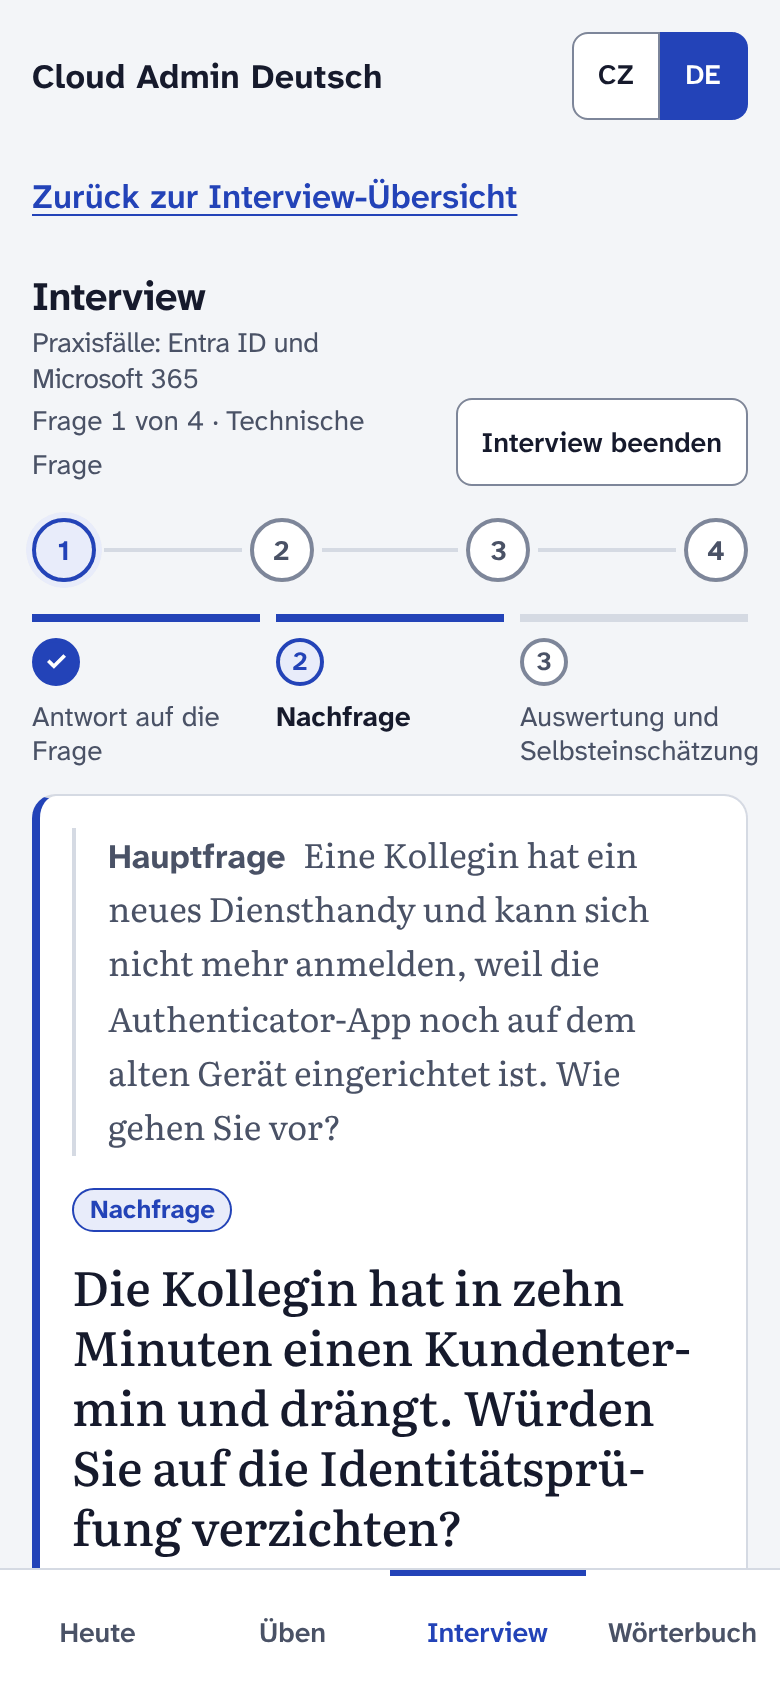 Cloud Admin Deutsch
CZ
DE
Zurück zur Interview-Übersicht
Interview
Praxisfälle: Entra ID und
Microsoft 365
Frage 1 von 4 · Technische
Frage
Interview beenden
1
2
3
4
2
3
Antwort auf die
Frage
Nachfrage
Auswertung und
Selbsteinschätzung
Hauptfrage Eine Kollegin hat ein
neues Diensthandy und kann sich
nicht mehr anmelden, weil die
Authenticator-App noch auf dem
alten Gerät eingerichtet ist. Wie
gehen Sie vor?
Nachfrage
Die Kollegin hat in zehn
Minuten einen Kundenter-
min und drängt. Würden
Sie auf die Identitätsprü-
fung verzichten?
Heute
Üben
Interview
Wörterbuch